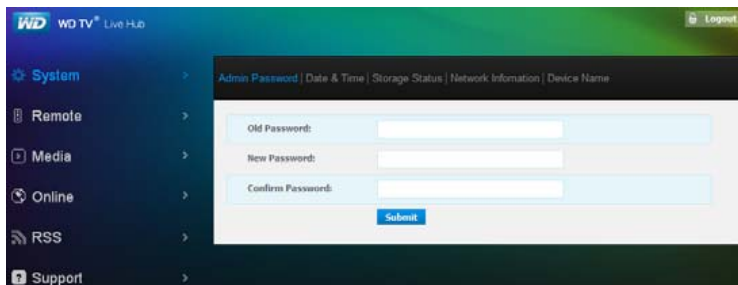 WD WD TV® Live Hub
Logout
System
Remote
Media
Online
RSS
Support
Admin Password | Date & Time | Storage Status | Network Infomation | Device Name
Old Password:
New Password:
Confirm Password:
Submit